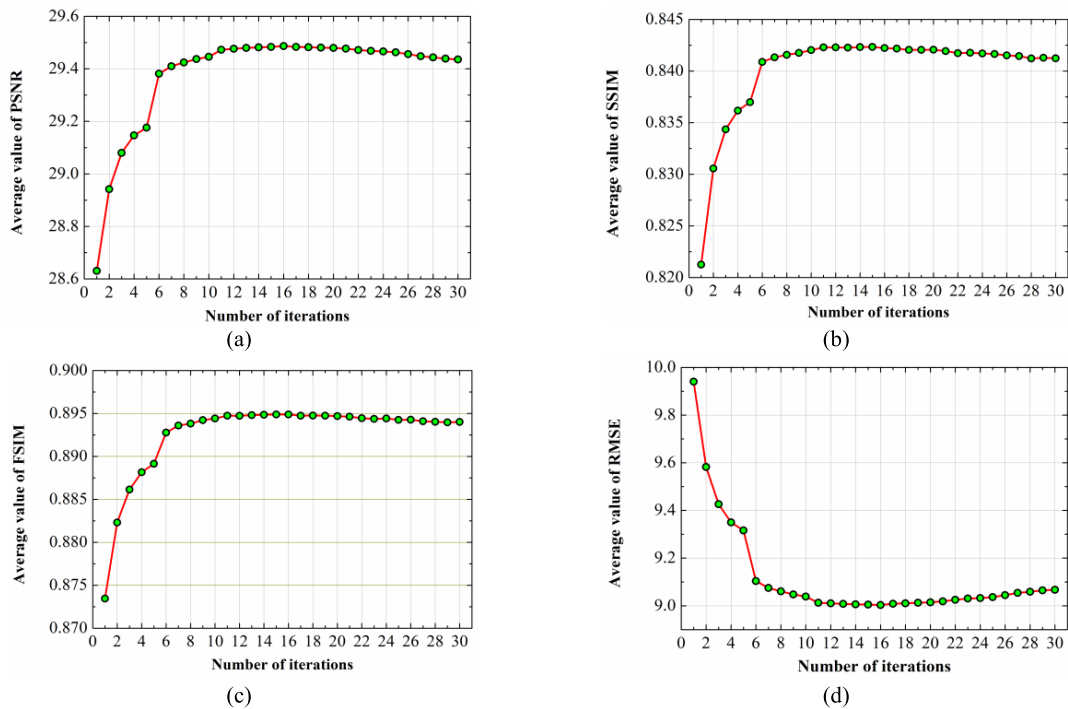 29.6
29.4
29.2
29.0
28.8
28.6
Average value of PSNR
0 2 4 6 8 10 12 14 16 18 20 22 24 26 28 30
Number of iterations
(a)
0.845
0.840
0.835
0.830
0.825
0.820
Average value of SSIM
0 2 4 6 8 10 12 14 16 18 20 22 24 26 28 30
Number of iterations
(b)
0.900
0.895
0.890
0.885
0.880
0.875
0.870
Average value of FSIM
0 2 4 6 8 10 12 14 16 18 20 22 24 26 28 30
Number of iterations
(c)
10.0
9.8
9.6
9.4
9.2
9.0
Average value of RMSE
0 2 4 6 8 10 12 14 16 18 20 22 24 26 28 30
Number of iterations
(d)